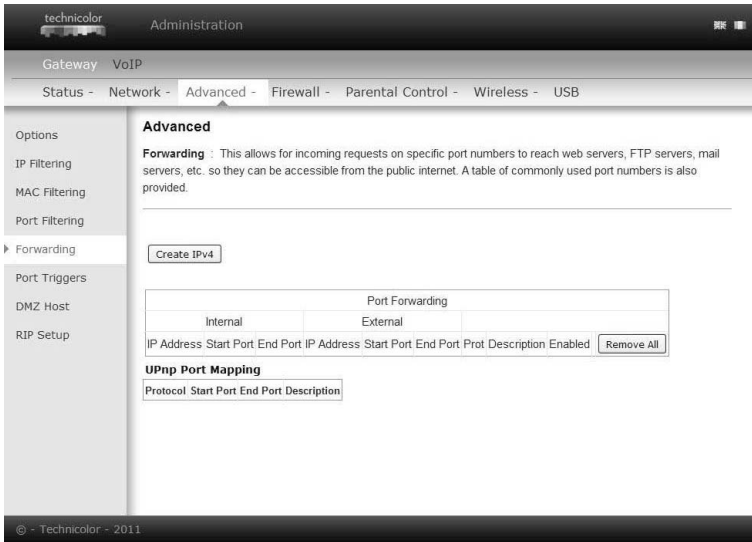 technicolor
Administration
Gateway VoIP
Status - Network - Advanced - Firewall - Parental Control - Wireless - USB
Options
IP Filtering
MAC Filtering
Port Filtering
Forwarding
Port Triggers
DMZ Host
RIP Setup
Advanced
Forwarding : This allows for incoming requests on specific port numbers to reach web servers, FTP servers, mail
servers, etc. so they can be accessible from the public internet. A table of commonly used port numbers is also
provided.
Create IPv4
Port Forwarding
Internal External
IP Address Start Port End Port IP Address Start Port End Port Prot Description Enabled Remove All
UPnp Port Mapping
Protocol Start Port End Port Description
© - Technicolor - 2011